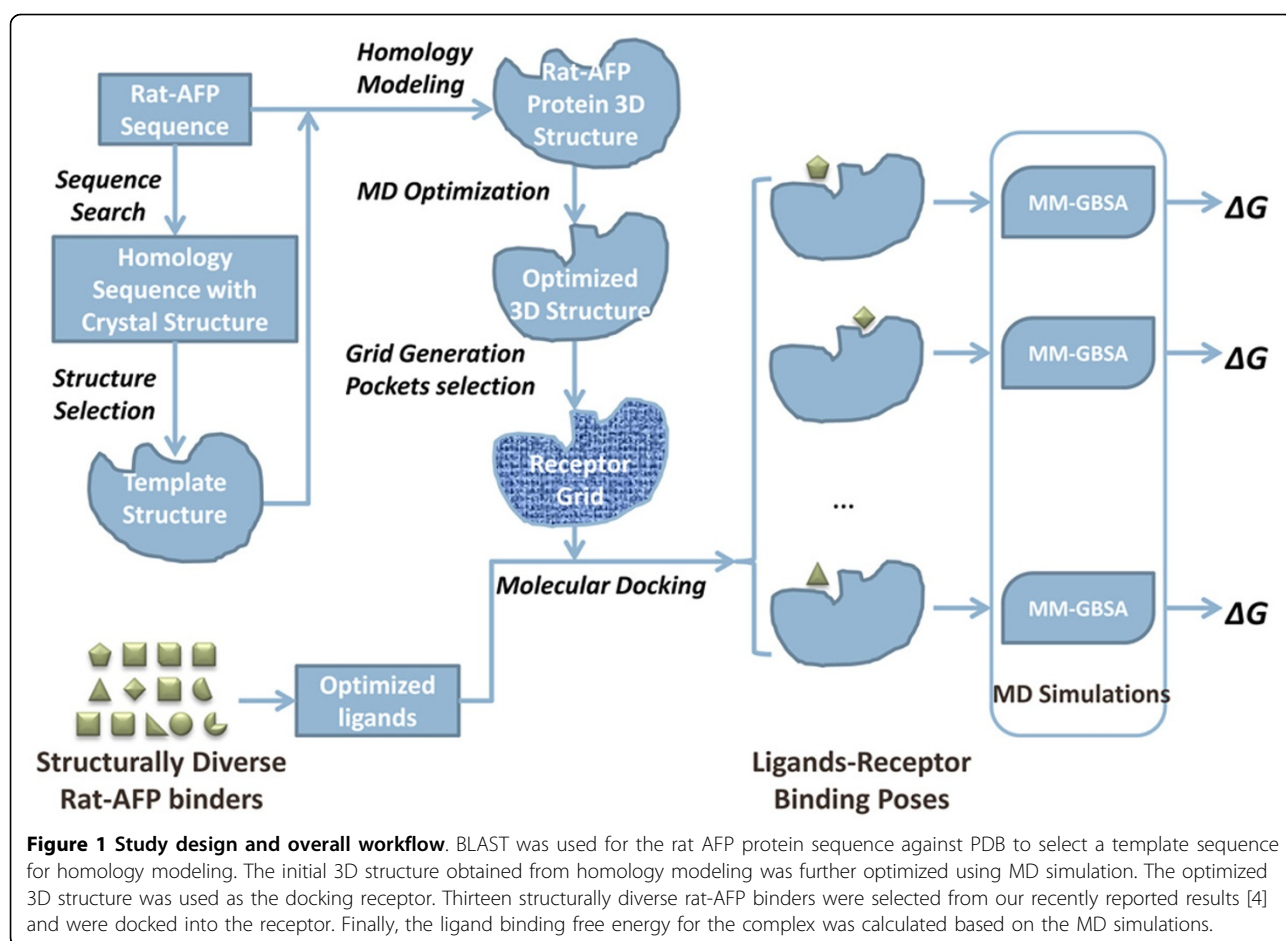 Rat-AFP
Sequence
Homology
Modeling
Rat-AFP
Protein 3D
Structure
Sequence
Search
MD Optimization
Homology
Sequence with
Crystal Structure
Optimized
3D Structure
Structure
Selection
Grid Generation
Pockets selection
Template
Structure
Receptor
Grid
Molecular Docking
Optimized
ligands
Structurally Diverse
Rat-AFP binders
MM-GBSA
ΔG
MM-GBSA
ΔG
...
MM-GBSA
ΔG
MD Simulations
Ligands-Receptor
Binding Poses
Figure 1 Study design and overall workflow. BLAST was used for the rat AFP protein sequence against PDB to select a template sequence
for homology modeling. The initial 3D structure obtained from homology modeling was further optimized using MD simulation. The optimized
3D structure was used as the docking receptor. Thirteen structurally diverse rat-AFP binders were selected from our recently reported results [4]
and were docked into the receptor. Finally, the ligand binding free energy for the complex was calculated based on the MD simulations.